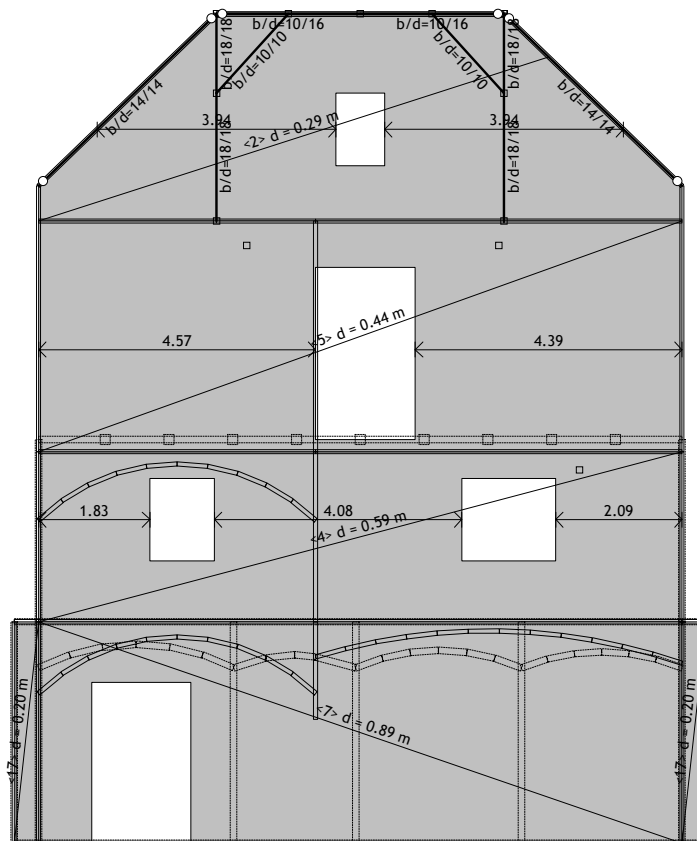 b/d=10/16
b/d=10/16
b/d=18/18
b/d=18/18
b/d=10/10
b/d=10/10
b/d=14/14
b/d=14/14
3.94
3.94
<2> d = 0.29 m
b/d=18/18
b/d=18/18
4.57
<5> d = 0.44 m
4.39
1.83
4.08
2.09
<4> d = 0.59 m
<17> d = 0.20 m
<7> d = 0.89 m
<17> d = 0.20 m